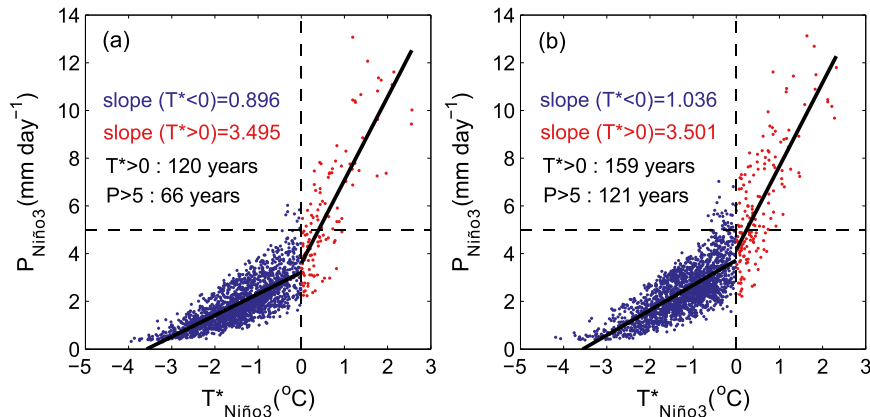 (a)
slope (T*<0)=0.896
slope (T*>0)=3.495
T*>0 : 120 years
P>5 : 66 years
P_Niño3 (mm day⁻¹)
14
12
10
8
6
4
2
0
−5 −4 −3 −2 −1 0 1 2 3
T*_Niño3 (°C)
(b)
slope (T*<0)=1.036
slope (T*>0)=3.501
T*>0 : 159 years
P>5 : 121 years
P_Niño3 (mm day⁻¹)
14
12
10
8
6
4
2
0
−5 −4 −3 −2 −1 0 1 2 3
T*_Niño3 (°C)